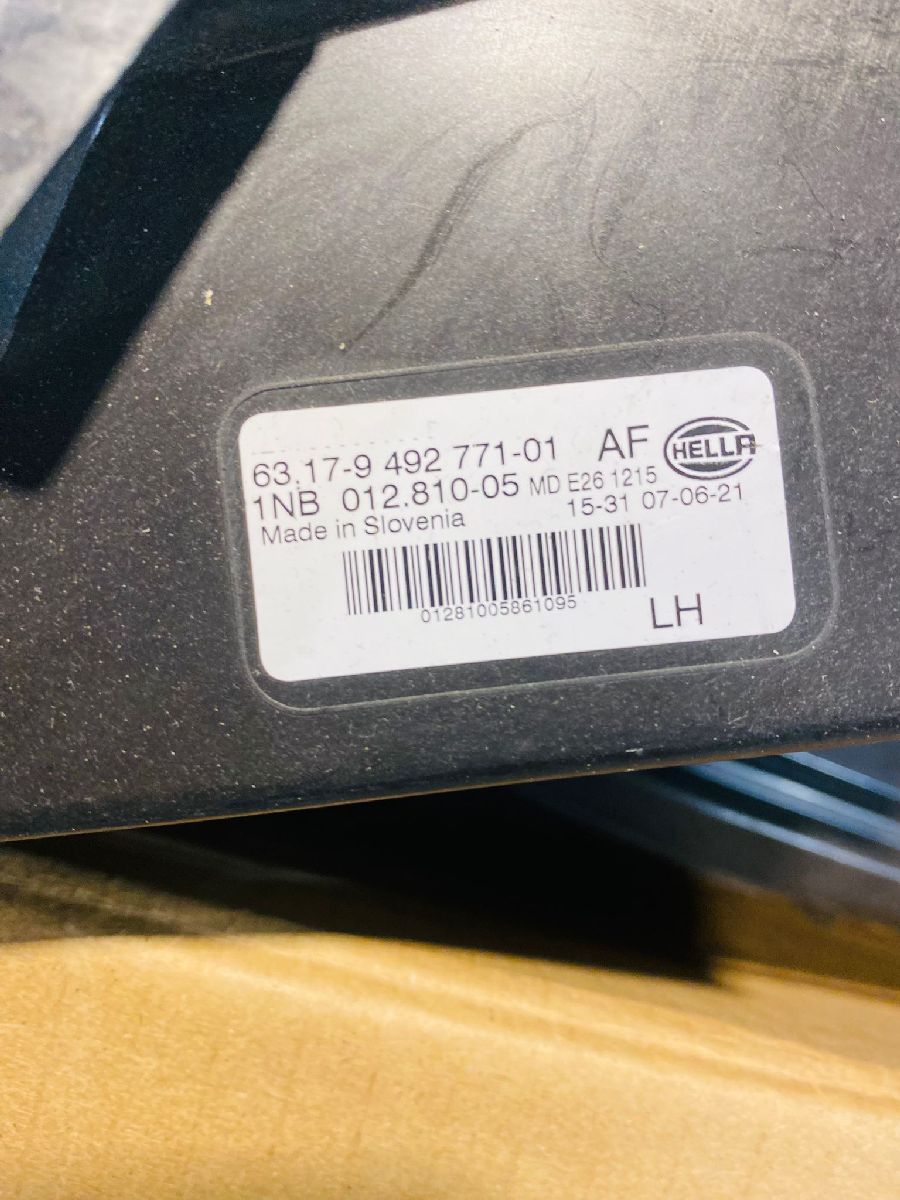 63.17-9 492 771-01 AF HELLA
1NB 012.810-05 MD E26 1215
Made in Slovenia 15-31 07-06-21
01281005861095
LH